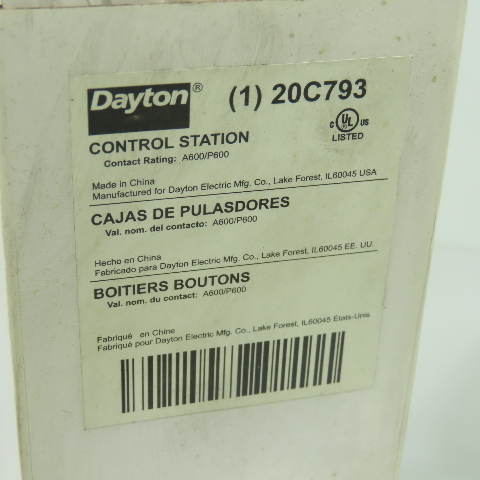 Dayton® (1) 20C793
CONTROL STATION
Contact Rating: A600/P600
c UL us
LISTED
Made in China
Manufactured for Dayton Electric Mfg. Co., Lake Forest, IL60045 USA
CAJAS DE PULASDORES
Val. nom. del contacto: A600/P600
Hecho en China
Fabricado para Dayton Electric Mfg. Co., Lake Forest, IL60045 EE. UU.
BOITIERS BOUTONS
Val. nom. du contact: A600/P600
Fabriqué en Chine
Fabriqué pour Dayton Electric Mfg. Co., Lake Forest, IL60045 États-Unis